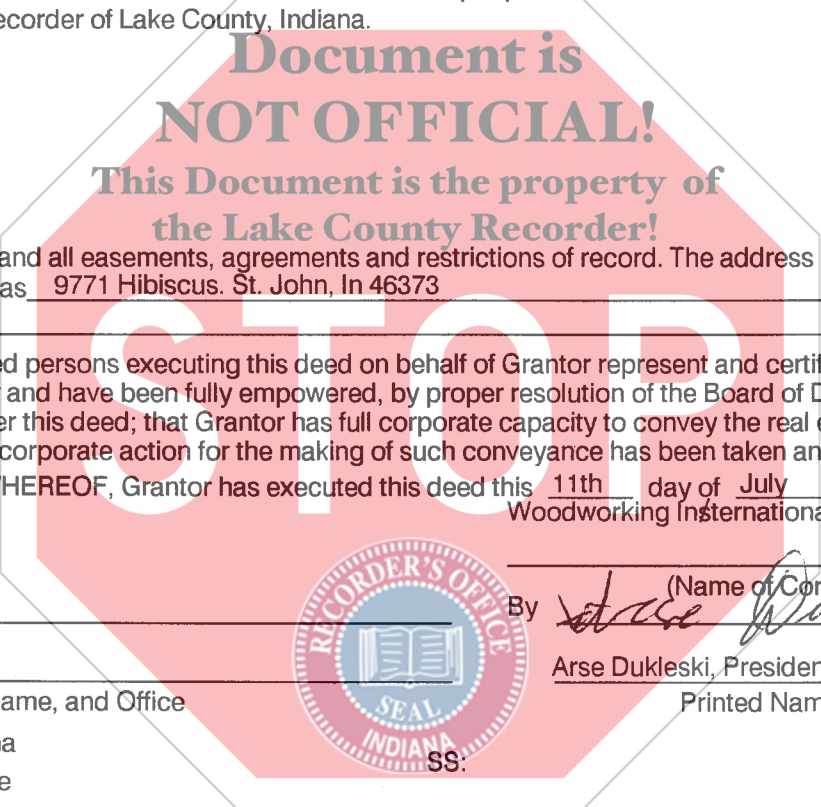 ecorder of Lake County, Indiana.
Document is
NOT OFFICIAL!
This Document is the property of
the Lake County Recorder!
and all easements, agreements and restrictions of record. The address
as 9771 Hibiscus. St. John, In 46373
STOP
ed persons executing this deed on behalf of Grantor represent and certif
and have been fully empowered, by proper resolution of the Board of D
er this deed; that Grantor has full corporate capacity to convey the real e
corporate action for the making of such conveyance has been taken an
HEREOF, Grantor has executed this deed this 11th day of July
Woodworking Insternationa
(Name of Cor
By
Arse Dukleski, Presiden
ame, and Office
Printed Nam
a
SS:
e
RECORDER'S OFFICE
SEAL
INDIANA